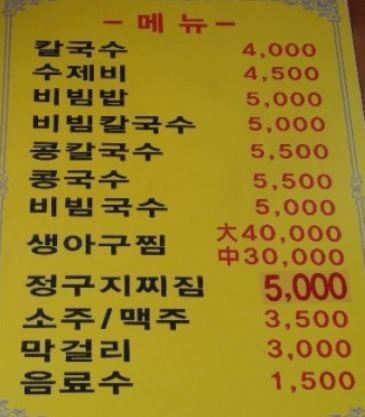 - 메뉴 -
칼국수 4,000
수제비 4,500
비빔밥 5,000
비빔칼국수 5,000
콩칼국수 5,500
콩국수 5,500
비빔국수 5,000
생아구찜 大40,000
中30,000
정구지찌짐 5,000
소주/맥주 3,500
막걸리 3,000
음료수 1,500